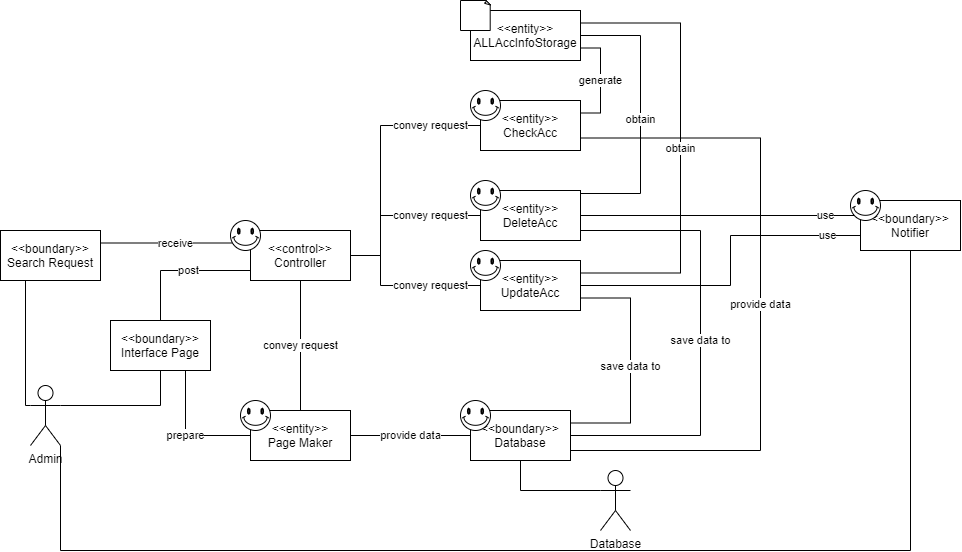 <<entity>>
ALLAccInfoStorage
generate
<<entity>>
CheckAcc
convey request
obtain
obtain
<<entity>>
DeleteAcc
convey request
use
<<boundary>>
Notifier
use
<<boundary>>
Search Request
receive
<<control>>
Controller
post
convey request
<<entity>>
UpdateAcc
provide data
<<boundary>>
Interface Page
convey request
save data to
save data to
prepare
<<entity>>
Page Maker
provide data
<<boundary>>
Database
Admin
Database